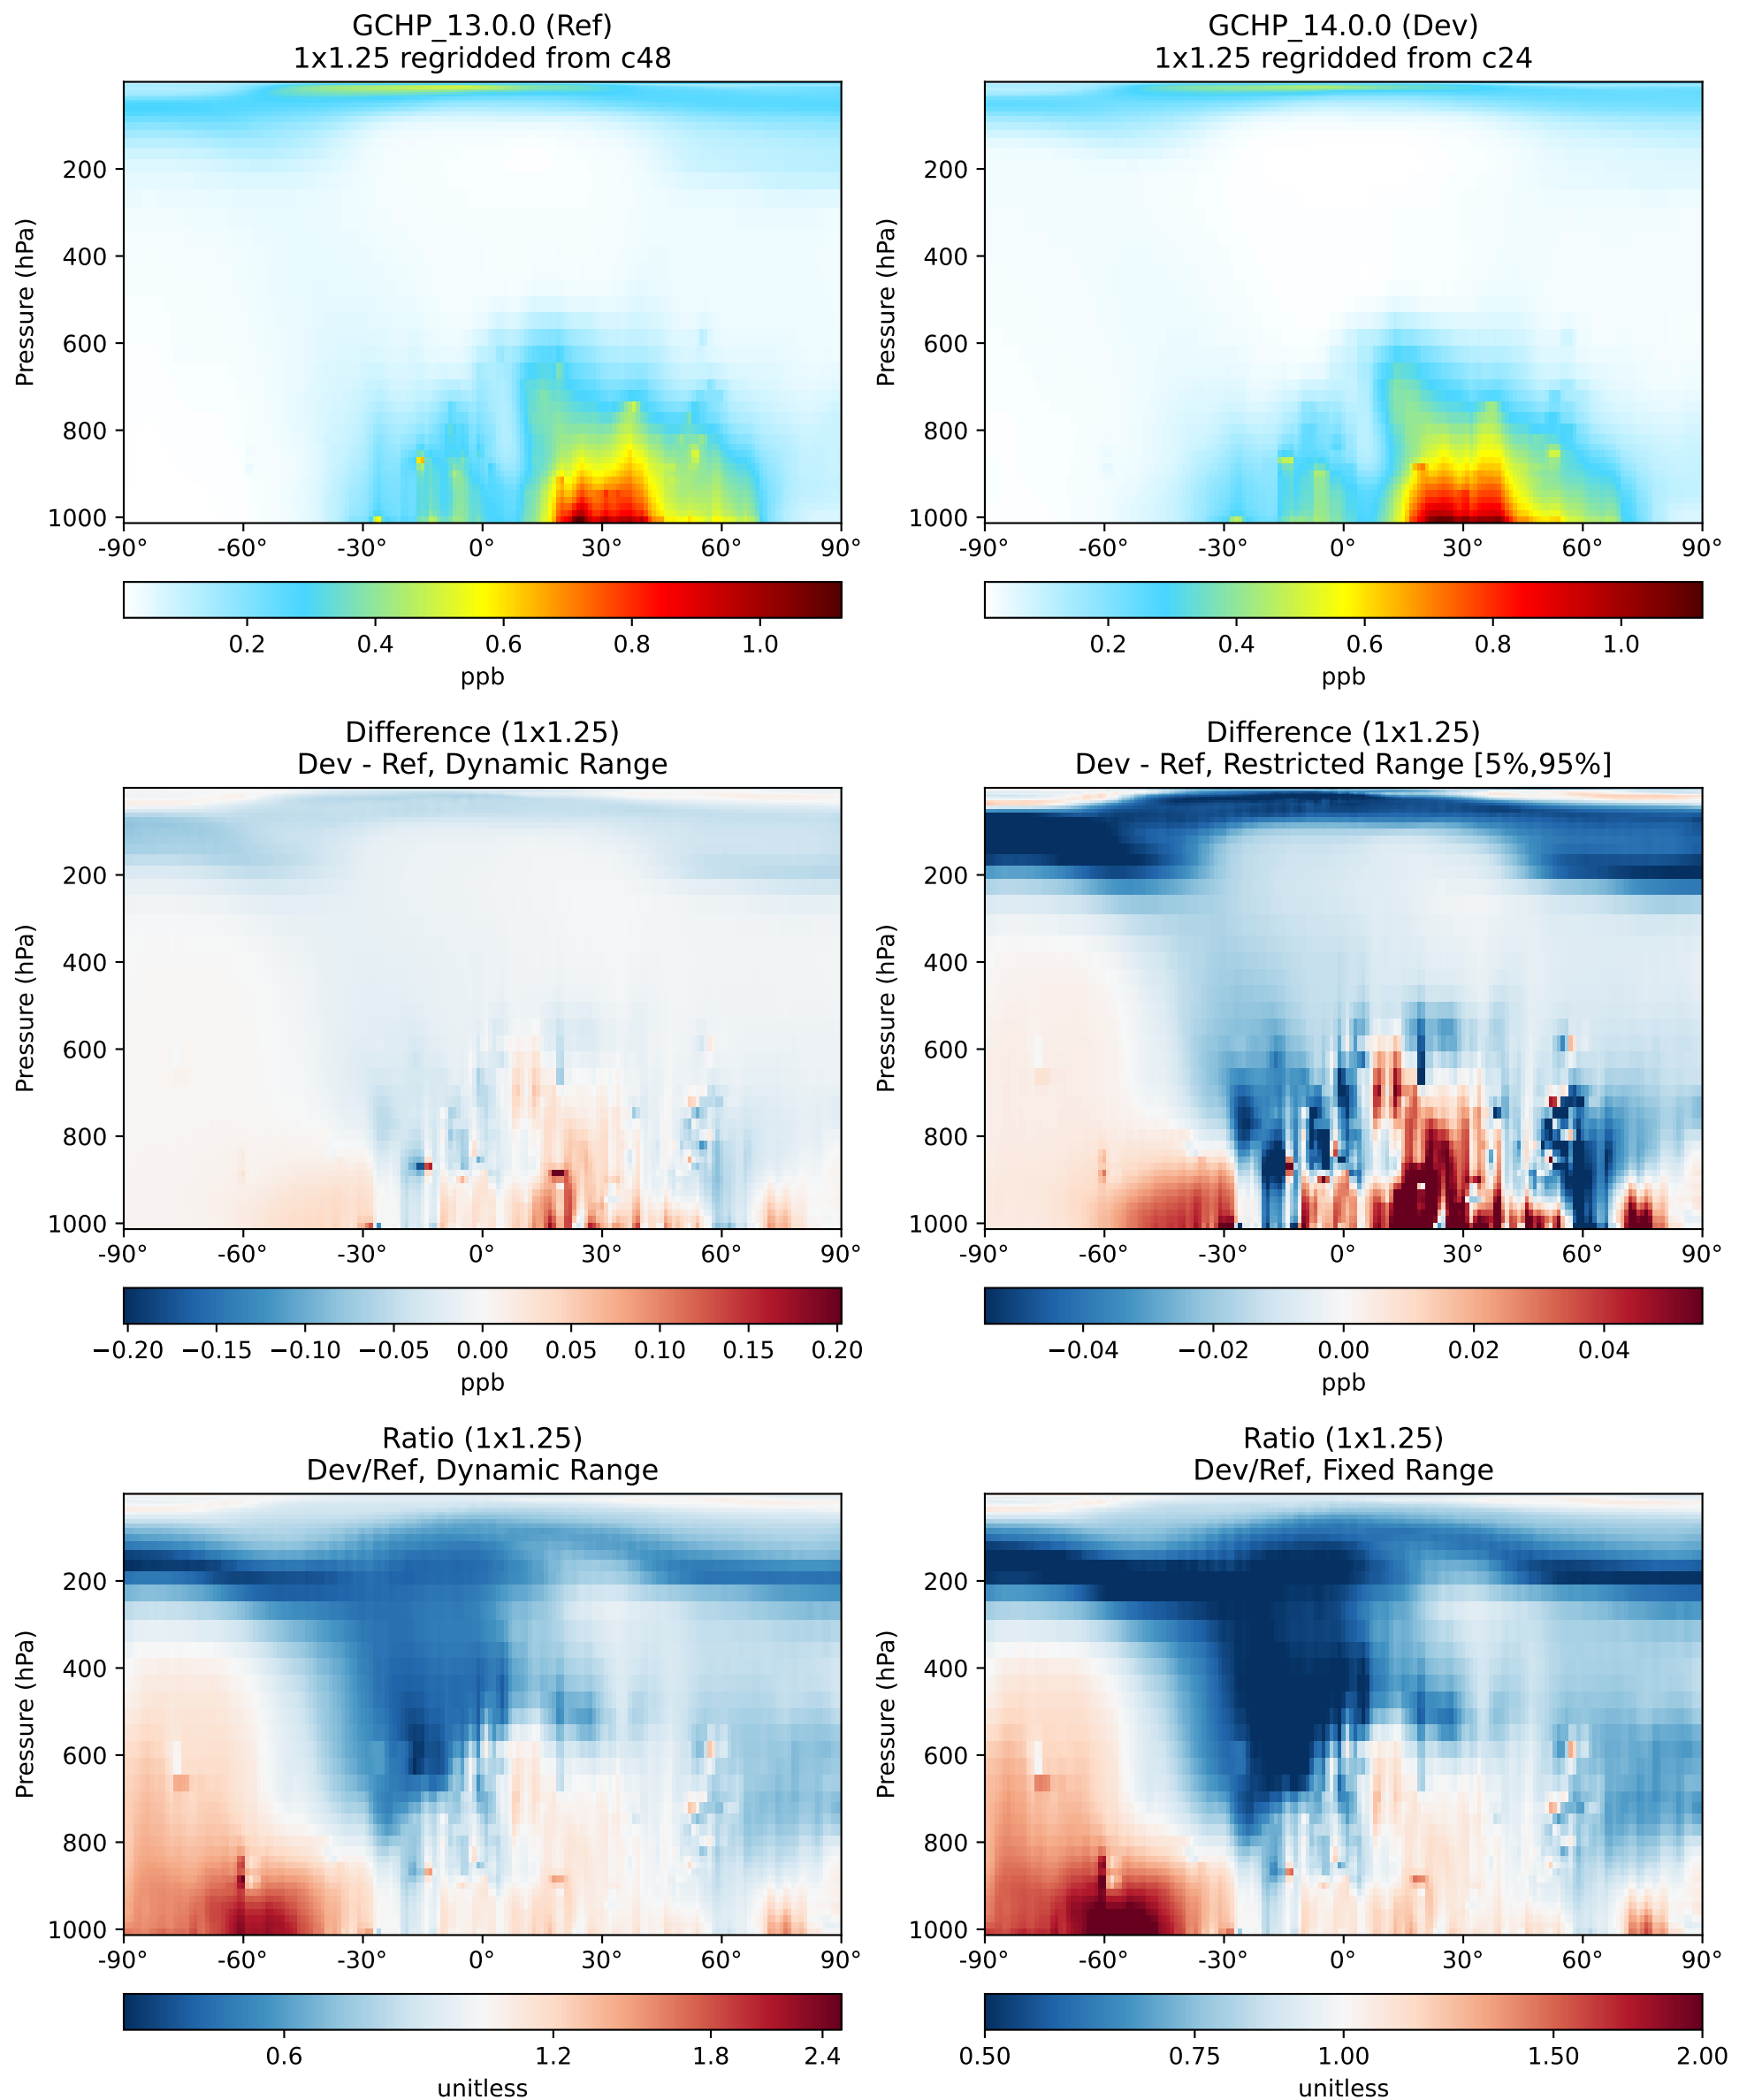 GCHP_13.0.0 (Ref)
1x1.25 regridded from c48
Pressure (hPa)
200
400
600
800
1000
-90° -60° -30° 0° 30° 60° 90°
0.2 0.4 0.6 0.8 1.0
ppb
GCHP_14.0.0 (Dev)
1x1.25 regridded from c24
Pressure (hPa)
200
400
600
800
1000
-90° -60° -30° 0° 30° 60° 90°
0.2 0.4 0.6 0.8 1.0
ppb
Difference (1x1.25)
Dev - Ref, Dynamic Range
Pressure (hPa)
200
400
600
800
1000
-90° -60° -30° 0° 30° 60° 90°
−0.20 −0.15 −0.10 −0.05 0.00 0.05 0.10 0.15 0.20
ppb
Difference (1x1.25)
Dev - Ref, Restricted Range [5%,95%]
Pressure (hPa)
200
400
600
800
1000
-90° -60° -30° 0° 30° 60° 90°
−0.04 −0.02 0.00 0.02 0.04
ppb
Ratio (1x1.25)
Dev/Ref, Dynamic Range
Pressure (hPa)
200
400
600
800
1000
-90° -60° -30° 0° 30° 60° 90°
0.6 1.2 1.8 2.4
unitless
Ratio (1x1.25)
Dev/Ref, Fixed Range
Pressure (hPa)
200
400
600
800
1000
-90° -60° -30° 0° 30° 60° 90°
0.50 0.75 1.00 1.50 2.00
unitless